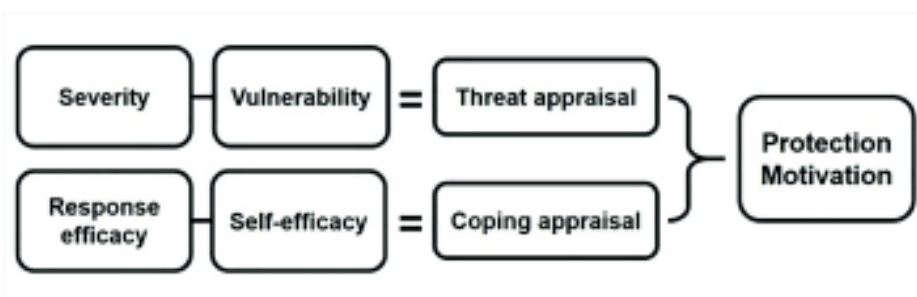 Severity
Vulnerability
=
Threat appraisal
Response
efficacy
Self-efficacy
=
Coping appraisal
Protection
Motivation